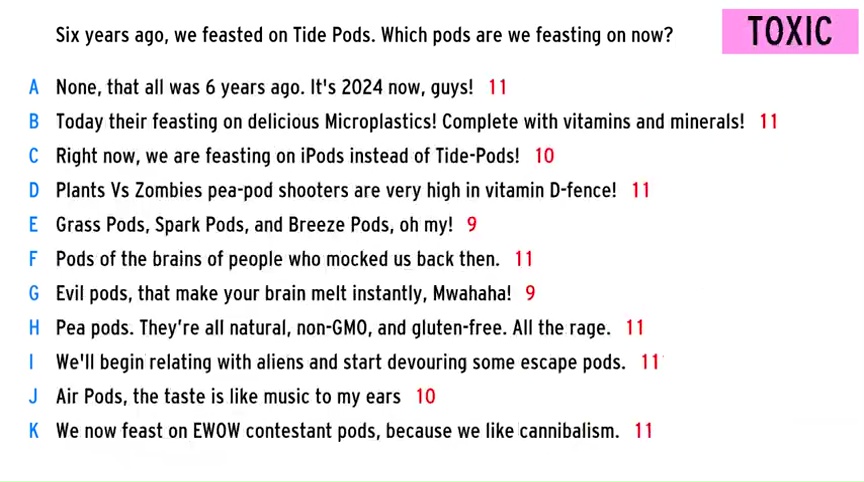 Six years ago, we feasted on Tide Pods. Which pods are we feasting on now?
TOXIC
A None, that all was 6 years ago. It's 2024 now, guys! 11
B Today their feasting on delicious Microplastics! Complete with vitamins and minerals! 11
C Right now, we are feasting on iPods instead of Tide-Pods! 10
D Plants Vs Zombies pea-pod shooters are very high in vitamin D-fence! 11
E Grass Pods, Spark Pods, and Breeze Pods, oh my! 9
F Pods of the brains of people who mocked us back then. 11
G Evil pods, that make your brain melt instantly, Mwahaha! 9
H Pea pods. They’re all natural, non-GMO, and gluten-free. All the rage. 11
I We'll begin relating with aliens and start devouring some escape pods. 11
J Air Pods, the taste is like music to my ears 10
K We now feast on EWOW contestant pods, because we like cannibalism. 11